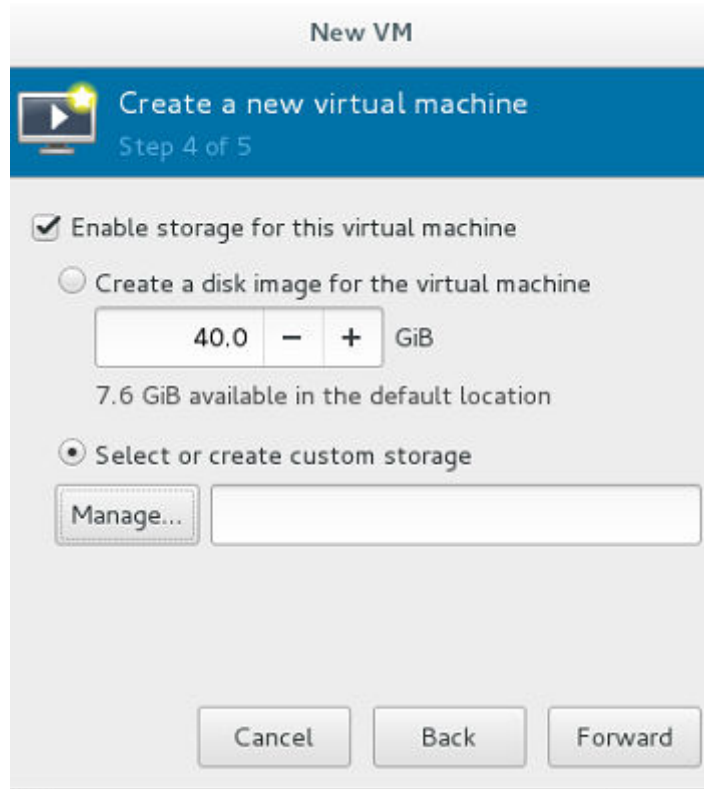 New VM
Create a new virtual machine
Step 4 of 5
Enable storage for this virtual machine
Create a disk image for the virtual machine
40.0 − + GiB
7.6 GiB available in the default location
Select or create custom storage
Manage...
Cancel Back Forward